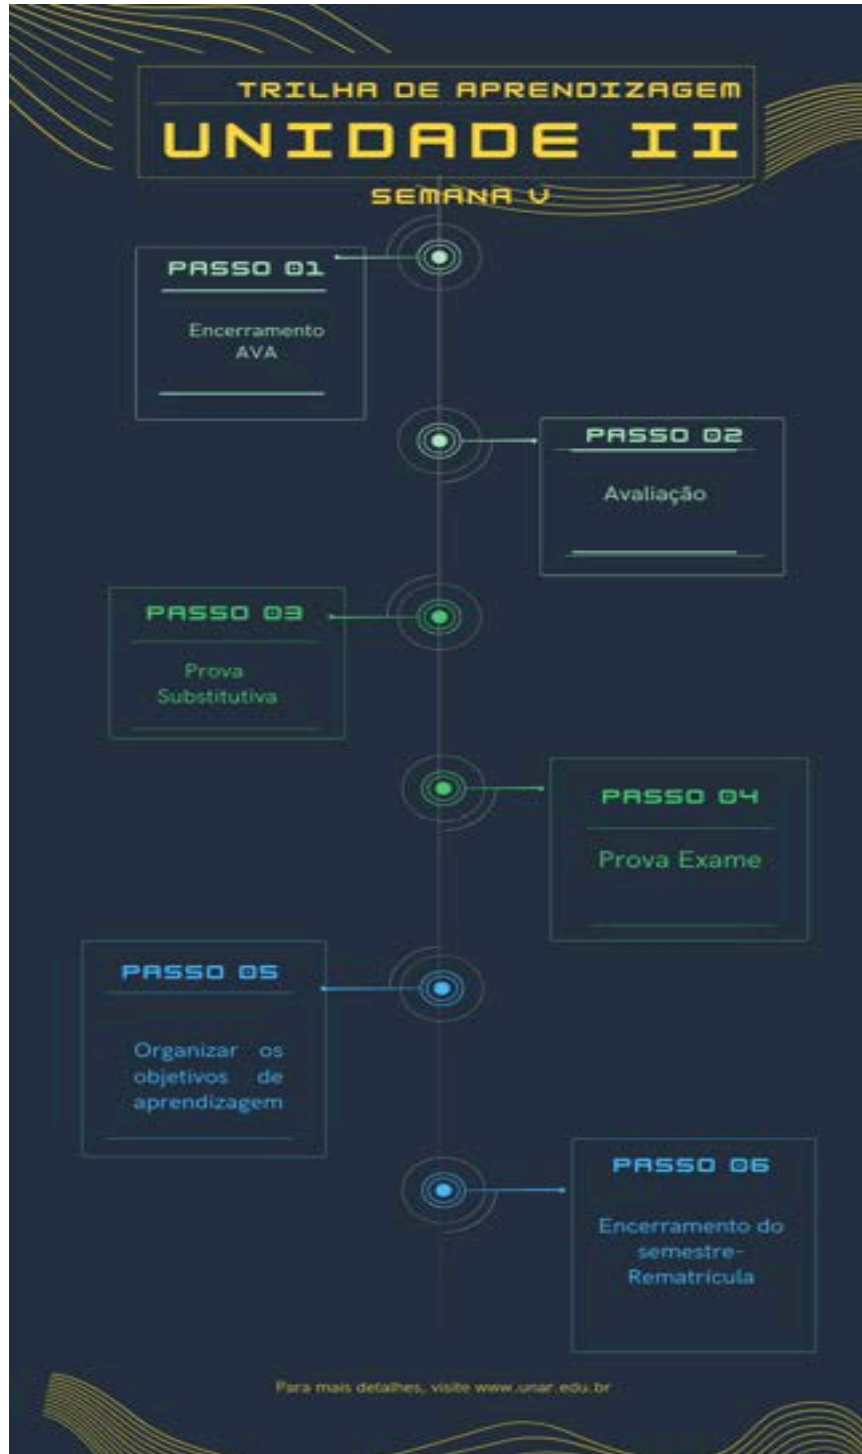 TRILHA DE APRENDIZAGEM
UNIDADE II
SEMANA V
PASSO 01
Encerramento
AVA
PASSO 02
Avaliação
PASSO 03
Prova
Substitutiva
PASSO 04
Prova Exame
PASSO 05
Organizar os
objetivos de
aprendizagem
PASSO 06
Encerramento do
semestre-
Rematrícula
Para mais detalhes, visite www.unar.edu.br